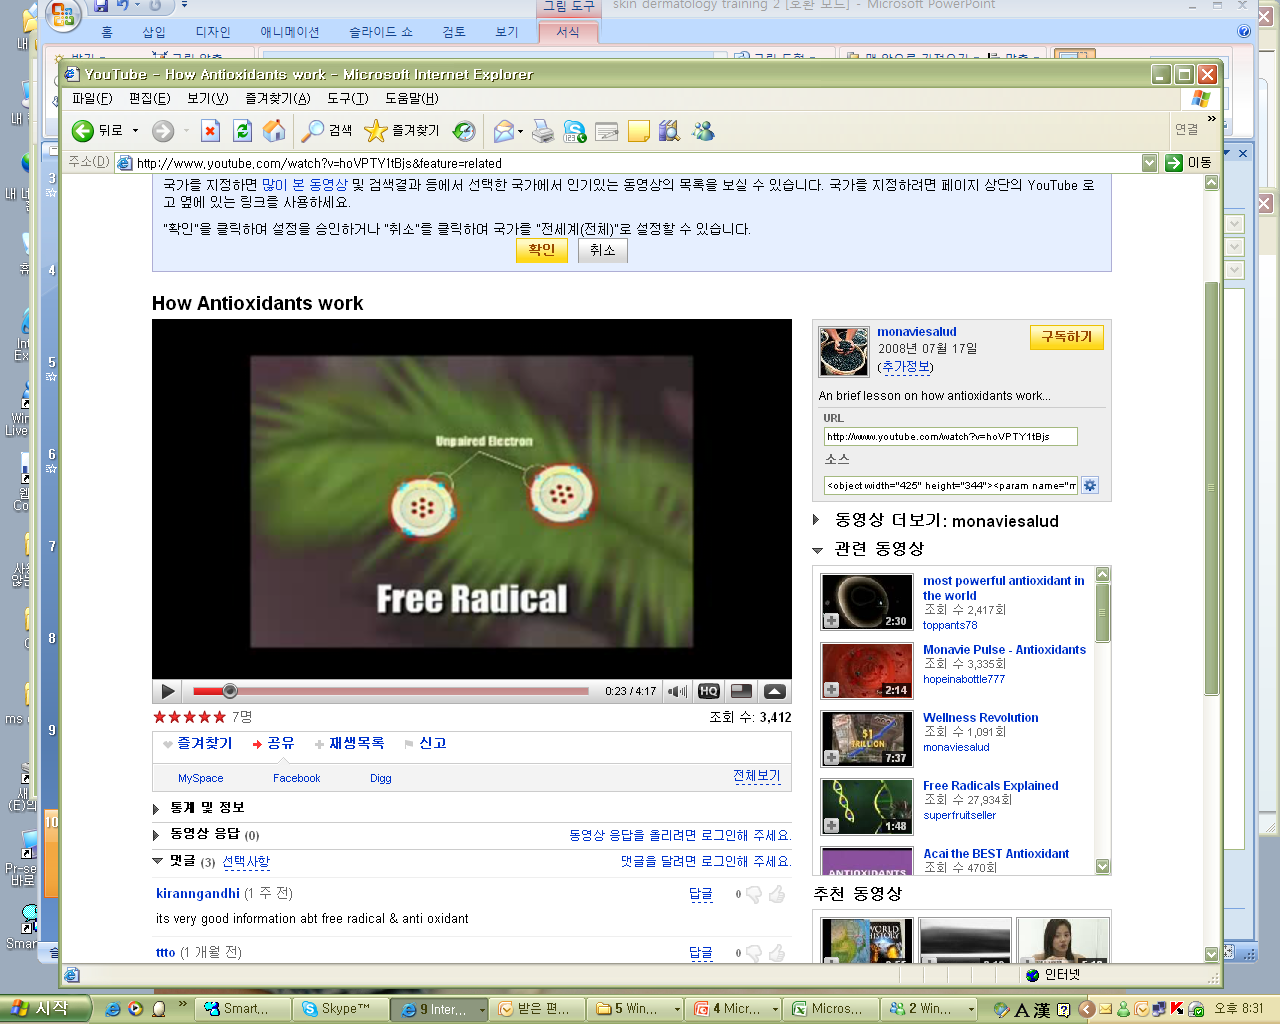 그림 도구
skin dermatology training 2 [호환 모드] - Microsoft PowerPoint
홈 삽입 디자인 애니메이션 슬라이드 쇼 검토 보기 서식
YouTube - How Antioxidants work - Microsoft Internet Explorer
파일(F) 편집(E) 보기(V) 즐겨찾기(A) 도구(T) 도움말(H)
뒤로 검색 즐겨찾기 연결
주소(D) http://www.youtube.com/watch?v=hoVPTY1tBjs&feature=related 이동
국가를 지정하면 많이 본 동영상 및 검색결과 등에서 선택한 국가에서 인기있는 동영상의 목록을 보실 수 있습니다. 국가를 지정하려면 페이지 상단의 YouTube 로
고 옆에 있는 링크를 사용하세요.
"확인"을 클릭하여 설정을 승인하거나 "취소"를 클릭하여 국가를 "전세계(전체)"로 설정할 수 있습니다.
확인 취소
How Antioxidants work
Unpaired Electron
Free Radical
0:23 / 4:17 HQ
7명 조회 수: 3,412
즐겨찾기 공유 재생목록 신고
MySpace Facebook Digg 전체보기
통계 및 정보
동영상 응답 (0) 동영상 응답을 올리려면 로그인해 주세요.
댓글 (3) 선택사항 댓글을 달려면 로그인해 주세요.
kiranngandhi (1 주 전) 답글 0
its very good information abt free radical & anti oxidant
ttto (1 개월 전) 답글 0
monaviesalud
2008년 07월 17일
(추가정보)
구독하기
An brief lesson on how antioxidants work...
URL
http://www.youtube.com/watch?v=hoVPTY1tBjs
소스
<object width="425" height="344"><param name="m
동영상 더보기: monaviesalud
관련 동영상
most powerful antioxidant in
the world
조회 수 2,417회
toppants78
2:30
Monavie Pulse - Antioxidants
조회 수 3,335회
hopeinabottle777
2:14
Wellness Revolution
조회 수 1,091회
monaviesalud
$1
TRILLION
7:37
Free Radicals Explained
조회 수 27,934회
superfruitseller
1:48
Acai the BEST Antioxidant
조회 수 470회
추천 동영상
WORLD
HISTORY
인터넷
3
4
5
6
7
8
9
10
시작 Smart... Skype™ 9 Inter... 받은 편... 5 Win... 4 Micr... Micros... 2 Win... A 漢 오후 8:31